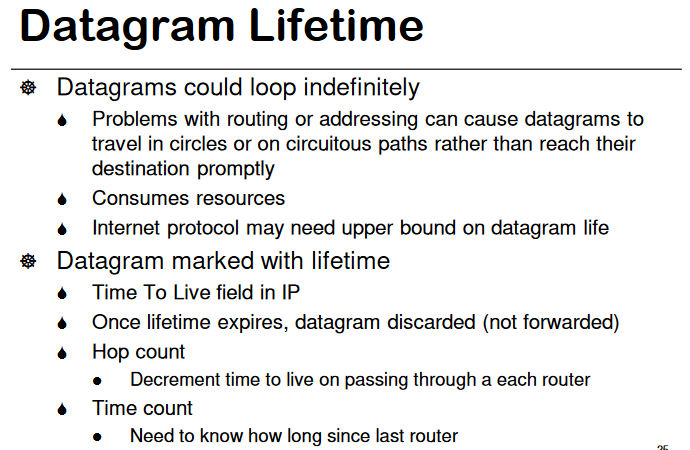 Datagram Lifetime
Datagrams could loop indefinitely
Problems with routing or addressing can cause datagrams to
travel in circles or on circuitous paths rather than reach their
destination promptly
Consumes resources
Internet protocol may need upper bound on datagram life
Datagram marked with lifetime
Time To Live field in IP
Once lifetime expires, datagram discarded (not forwarded)
Hop count
Decrement time to live on passing through a each router
Time count
Need to know how long since last router